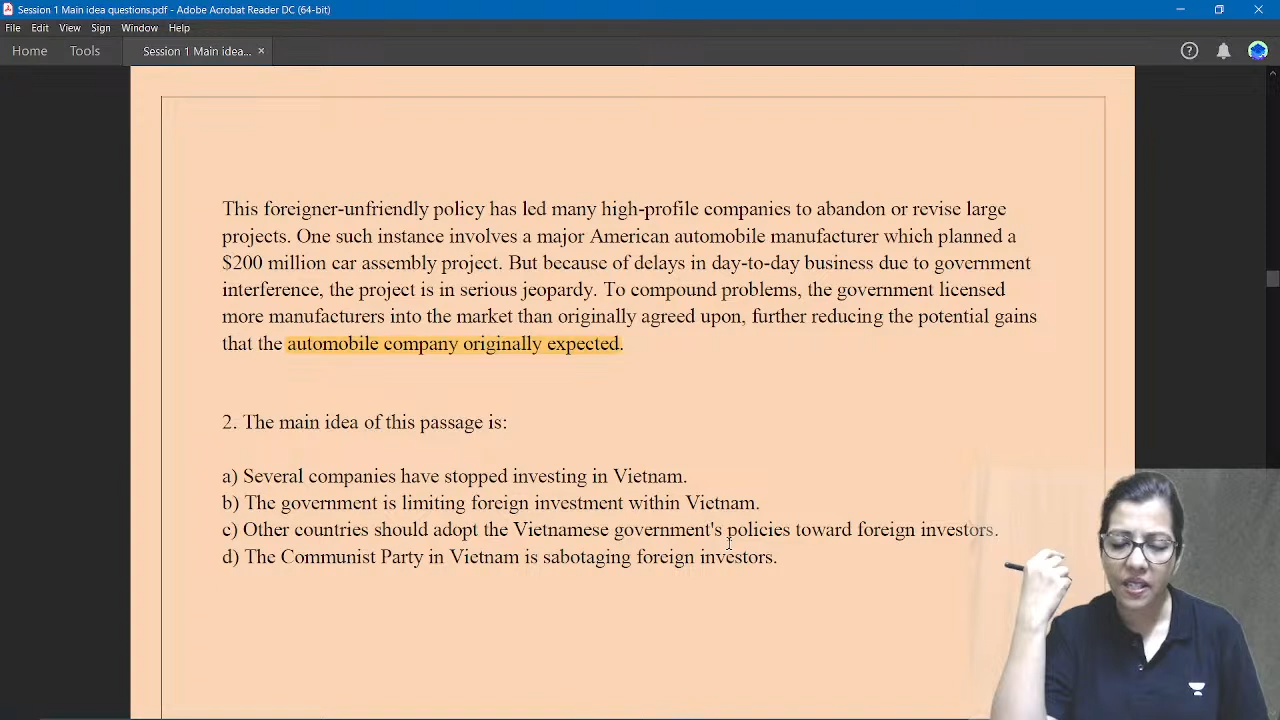 Session 1 Main idea questions.pdf - Adobe Acrobat Reader DC (64-bit)
File Edit View Sign Window Help
Home Tools Session 1 Main idea... ×
This foreigner-unfriendly policy has led many high-profile companies to abandon or revise large
projects. One such instance involves a major American automobile manufacturer which planned a
$200 million car assembly project. But because of delays in day-to-day business due to government
interference, the project is in serious jeopardy. To compound problems, the government licensed
more manufacturers into the market than originally agreed upon, further reducing the potential gains
that the automobile company originally expected.
2. The main idea of this passage is:
a) Several companies have stopped investing in Vietnam.
b) The government is limiting foreign investment within Vietnam.
c) Other countries should adopt the Vietnamese government's policies toward foreign investors.
d) The Communist Party in Vietnam is sabotaging foreign investors.